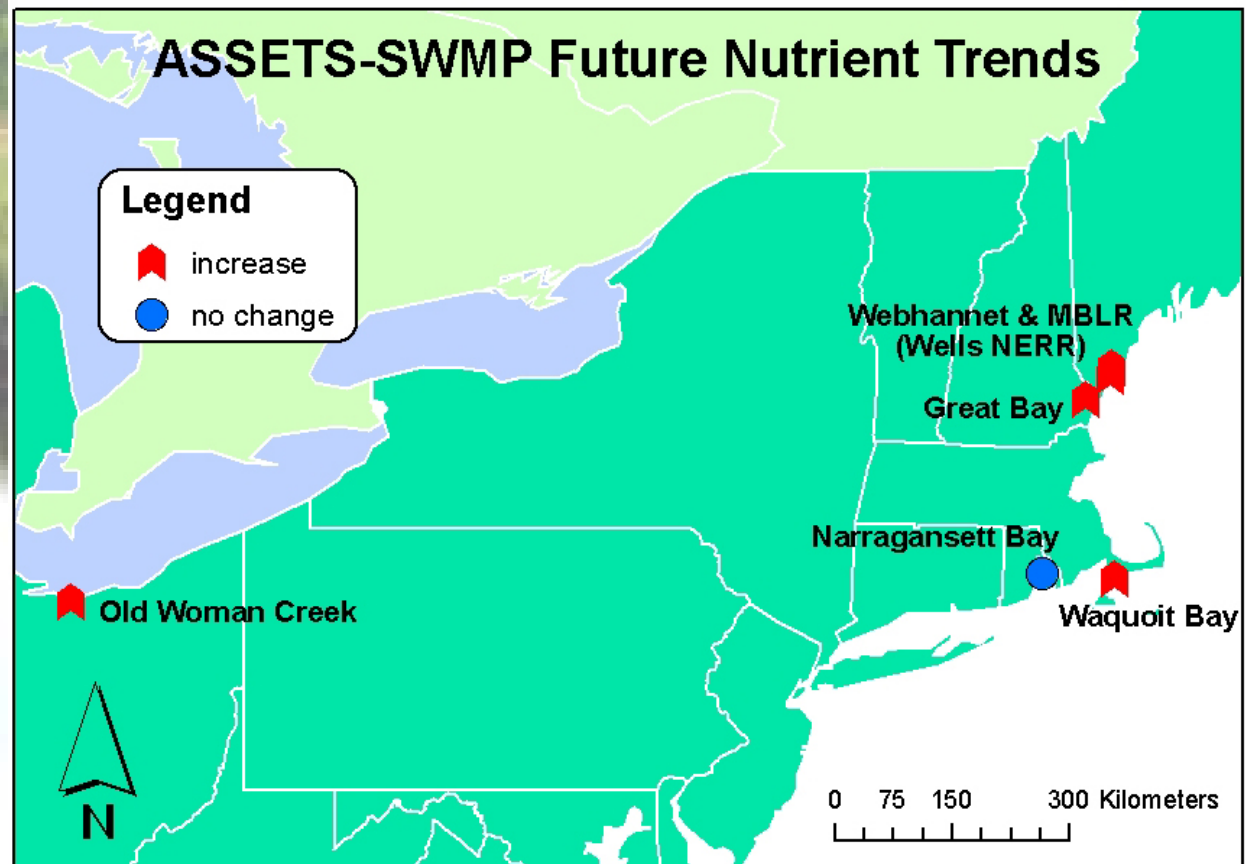 ASSETS-SWMP Future Nutrient Trends
Legend
increase
no change
Webhannet & MBLR
(Wells NERR)
Great Bay
Narragansett Bay
Waquoit Bay
Old Woman Creek
N
0 75 150 300 Kilometers